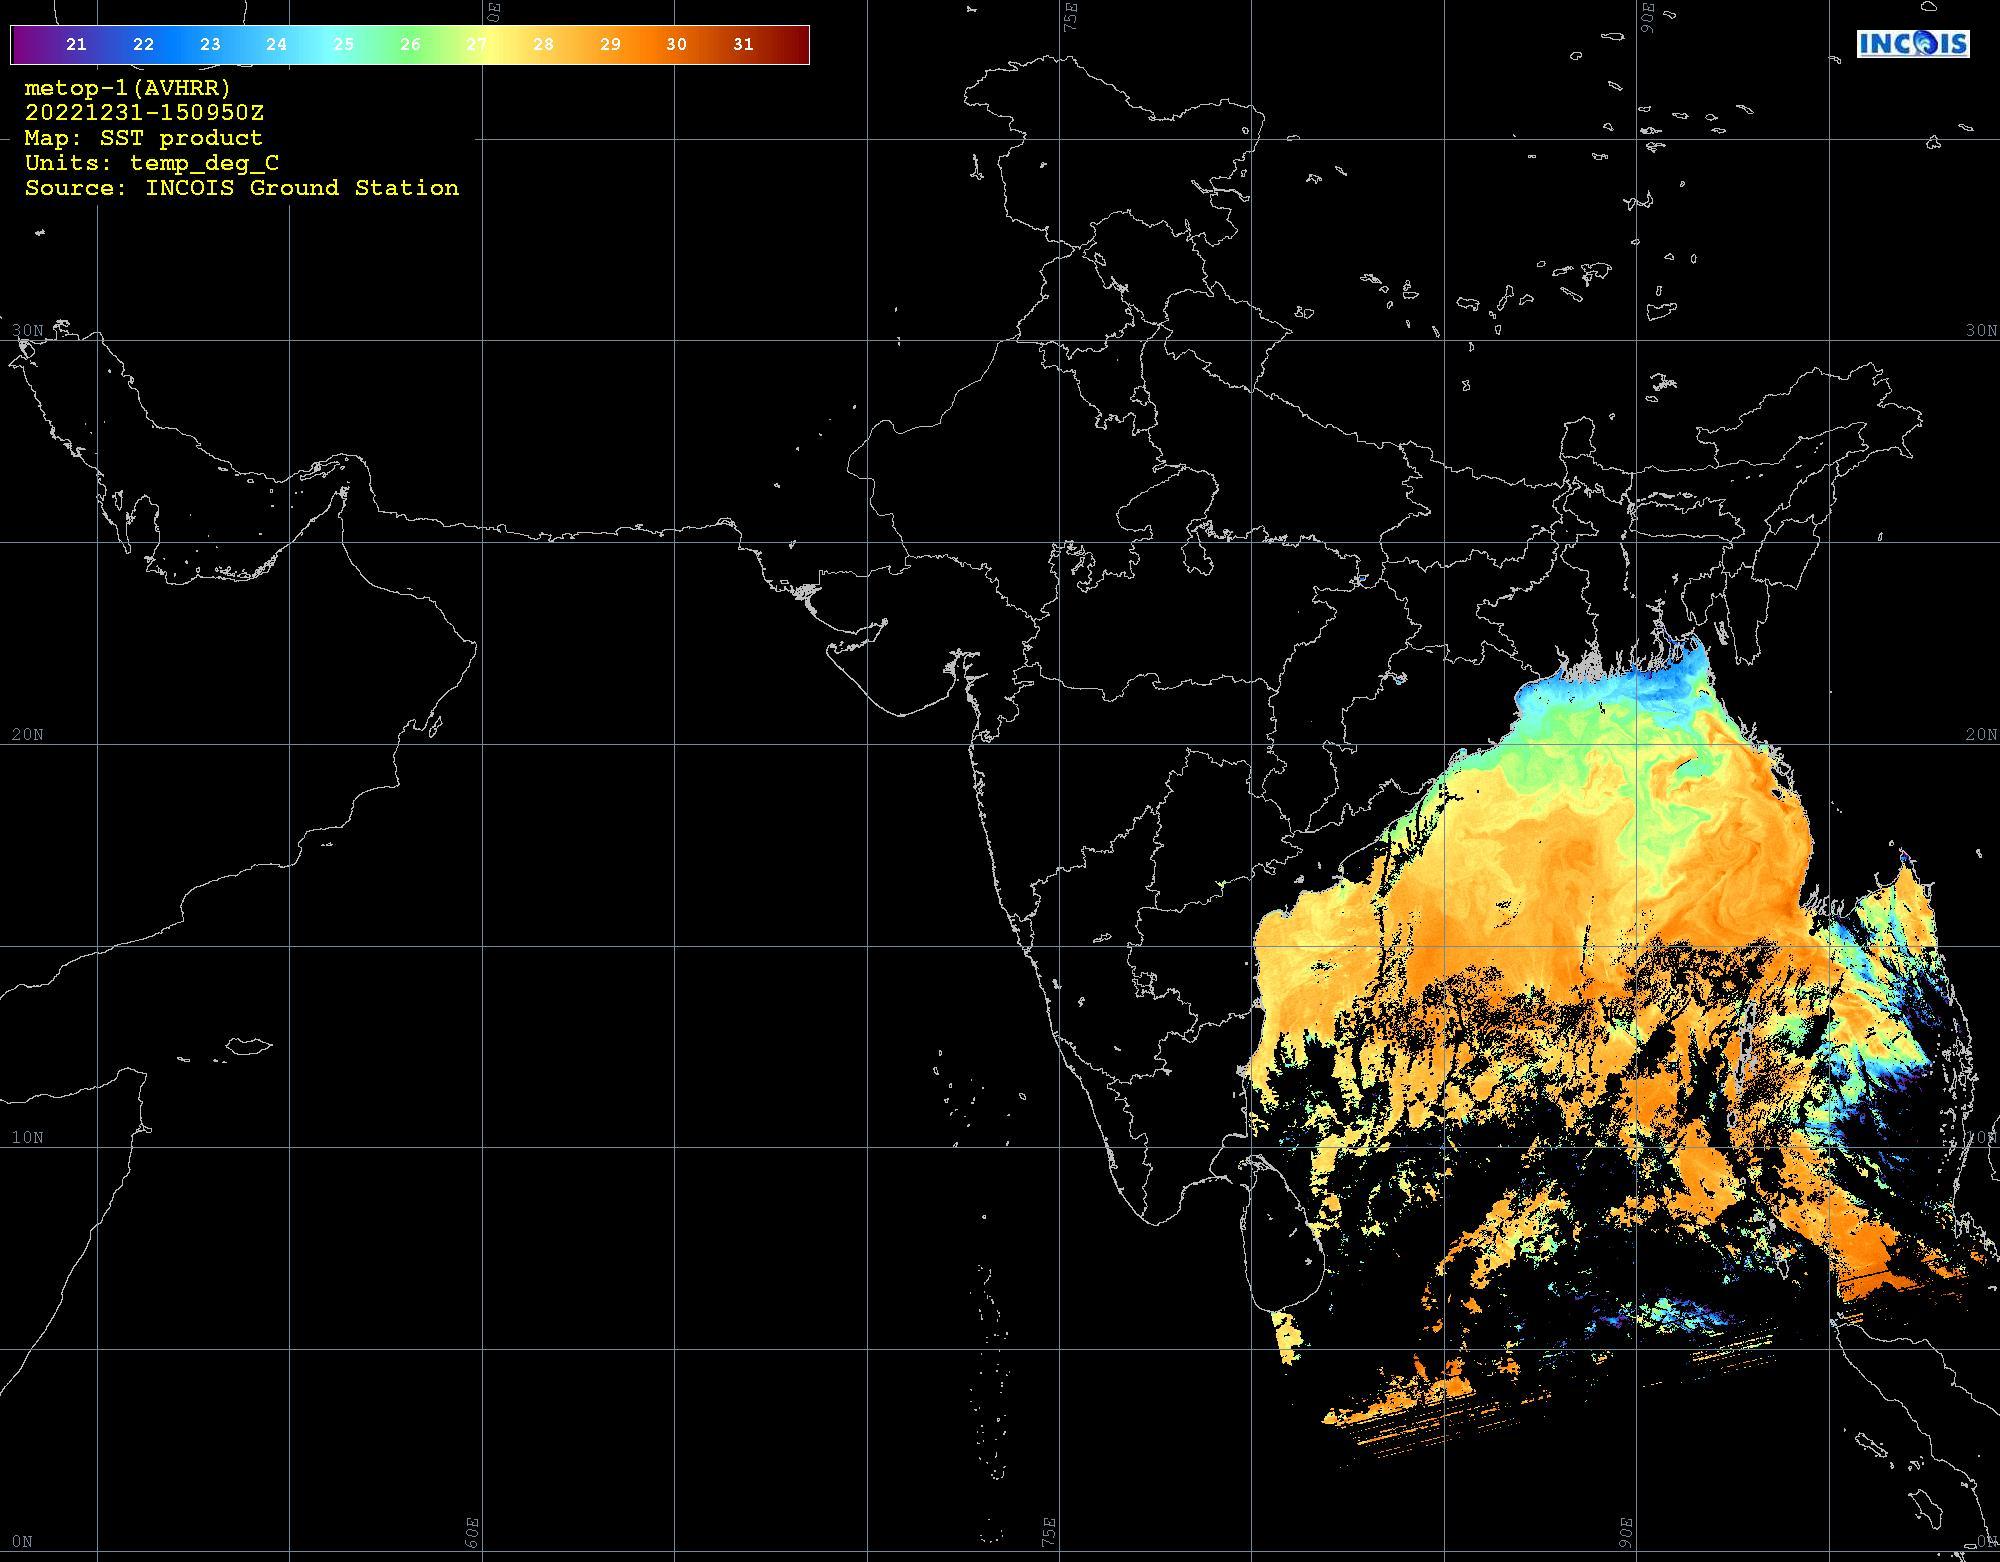 60E 75E 90E
21 22 23 24 25 26 27 28 29 30 31
INCOIS
metop-1(AVHRR)
20221231-150950Z
Map: SST product
Units: temp_deg_C
Source: INCOIS Ground Station
30N 30N
20N 20N
10N 10N
60E 75E 90E
0N 0N